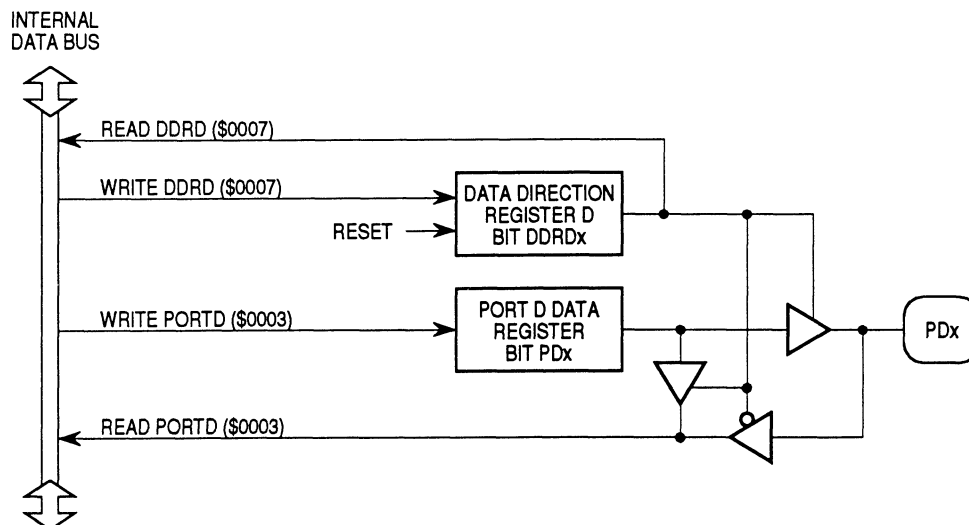 INTERNAL
DATA BUS
READ DDRD ($0007)
WRITE DDRD ($0007)
RESET
DATA DIRECTION
REGISTER D
BIT DDRDx
WRITE PORTD ($0003)
PORT D DATA
REGISTER
BIT PDx
PDx
READ PORTD ($0003)